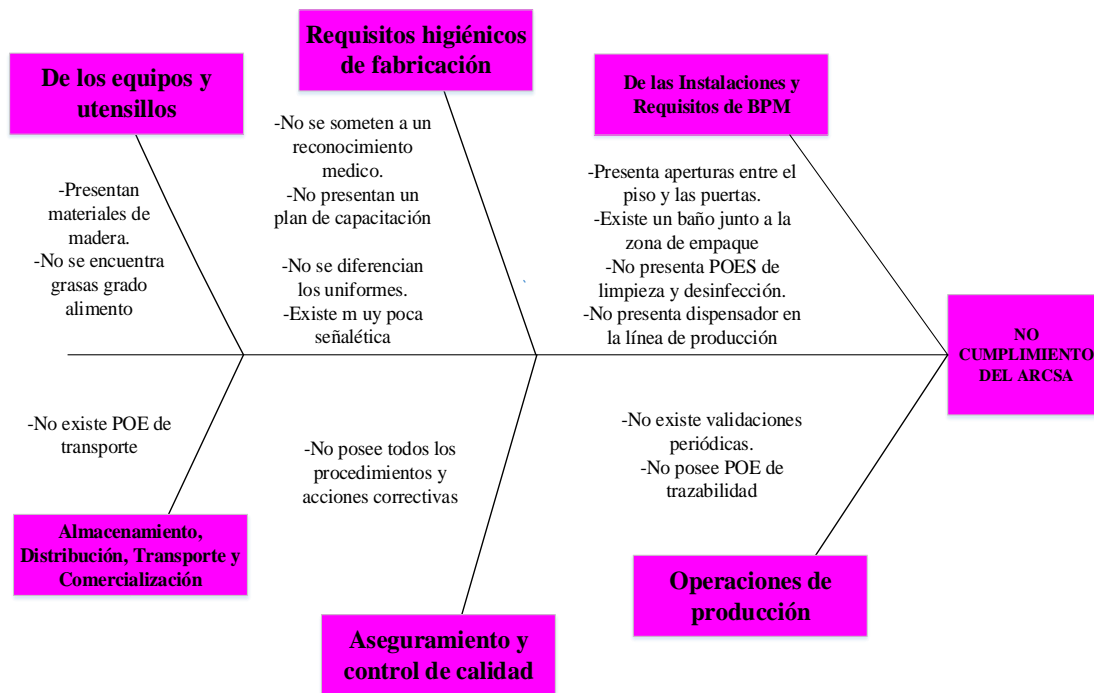 Requisitos higiénicos
de fabricación
De los equipos y
utensillos
De las Instalaciones y
Requisitos de BPM
-No se someten a un
reconocimiento
medico.
-No presentan un
plan de capacitación
-No se diferencian
los uniformes.
-Existe m uy poca
señalética
-Presentan
materiales de
madera.
-No se encuentra
grasas grado
alimento
-Presenta aperturas entre el
piso y las puertas.
-Existe un baño junto a la
zona de empaque
-No presenta POES de
limpieza y desinfección.
-No presenta dispensador en
la línea de producción
NO
CUMPLIMIENTO
DEL ARCSA
-No existe POE de
transporte
-No posee todos los
procedimientos y
acciones correctivas
-No existe validaciones
periódicas.
-No posee POE de
trazabilidad
Almacenamiento,
Distribución, Transporte y
Comercialización
Aseguramiento y
control de calidad
Operaciones de
producción